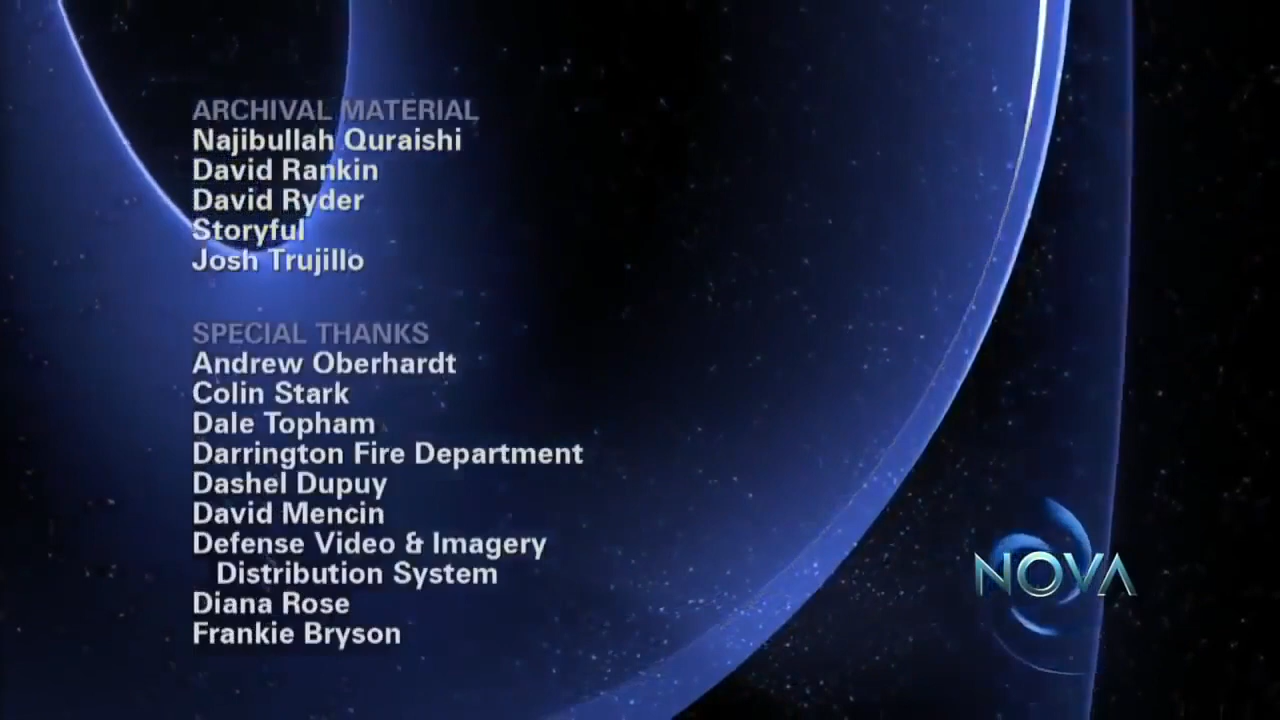 ARCHIVAL MATERIAL
Najibullah Quraishi
David Rankin
David Ryder
Storyful
Josh Trujillo
SPECIAL THANKS
Andrew Oberhardt
Colin Stark
Dale Topham
Darrington Fire Department
Dashel Dupuy
David Mencin
Defense Video & Imagery
Distribution System
Diana Rose
Frankie Bryson
NOVA